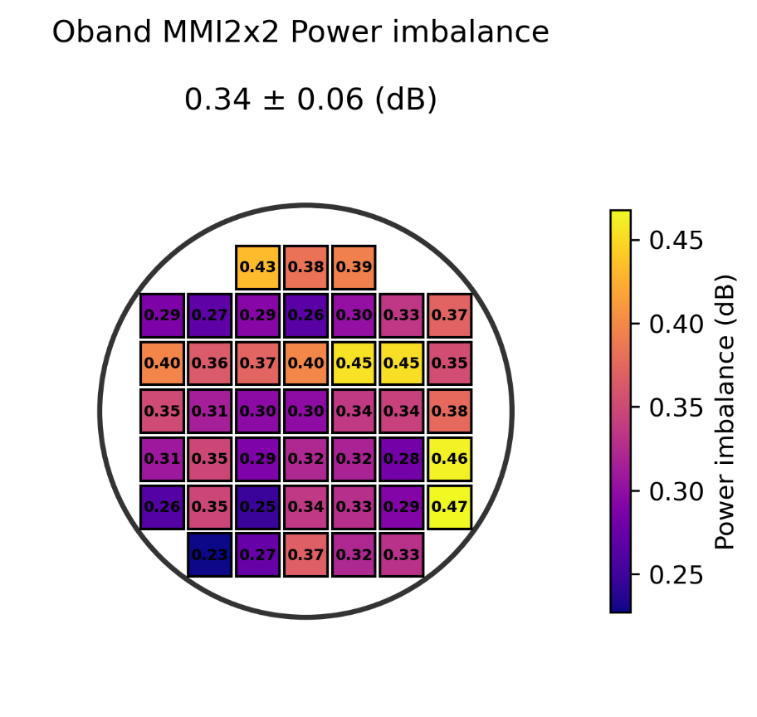 Oband MMI2x2 Power imbalance
0.34 ± 0.06 (dB)
0.43 0.38 0.39
0.29 0.27 0.29 0.26 0.30 0.33 0.37
0.40 0.36 0.37 0.40 0.45 0.45 0.35
0.35 0.31 0.30 0.30 0.34 0.34 0.38
0.31 0.35 0.29 0.32 0.32 0.28 0.46
0.26 0.35 0.25 0.34 0.33 0.29 0.47
0.23 0.27 0.37 0.32 0.33
0.45
0.40
0.35
0.30
0.25
Power imbalance (dB)